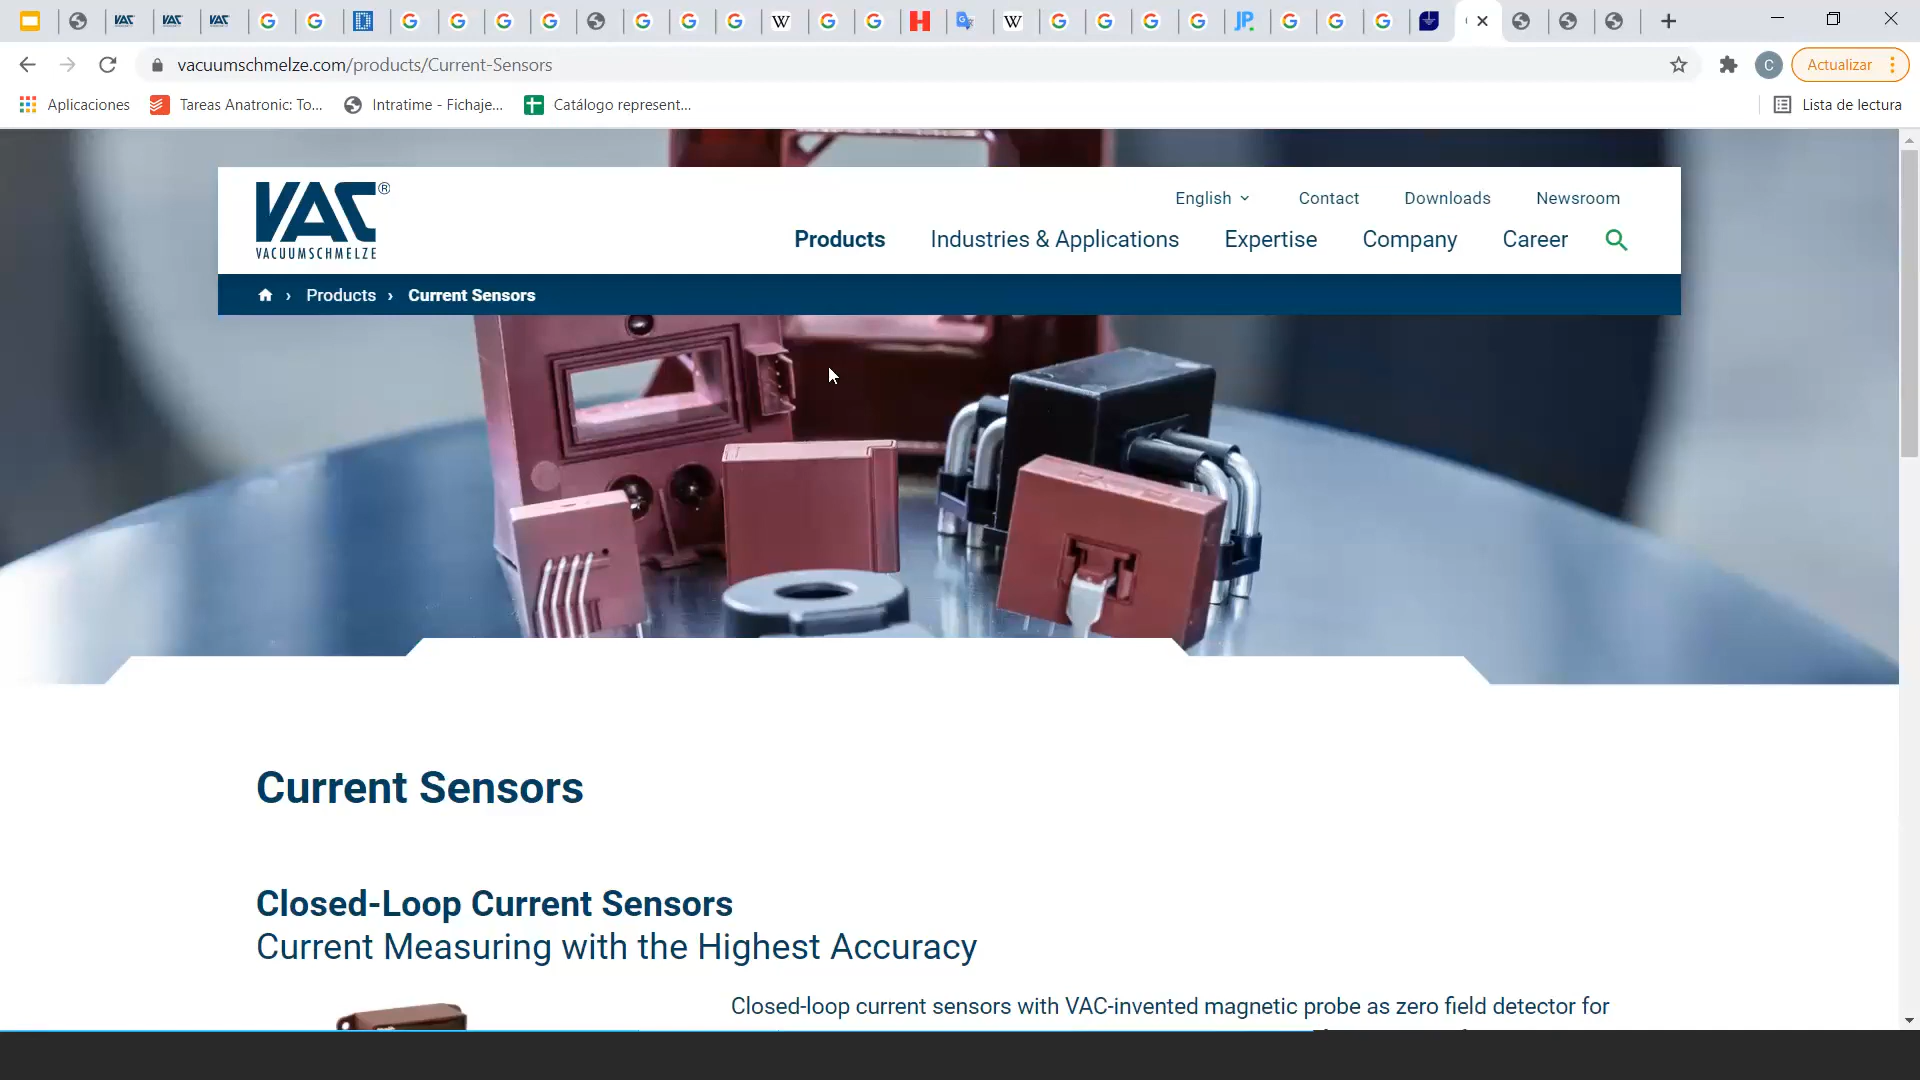 vacuumschmelze.com/products/Current-Sensors
C
Actualizar
Aplicaciones
Tareas Anatronic: To...
Intratime - Fichaje...
Catálogo represent...
Lista de lectura
VAC®
VACUUMSCHMELZE
English
Contact
Downloads
Newsroom
Products
Industries & Applications
Expertise
Company
Career
Products
Current Sensors
Current Sensors
Closed-Loop Current Sensors
Current Measuring with the Highest Accuracy
Closed-loop current sensors with VAC-invented magnetic probe as zero field detector for